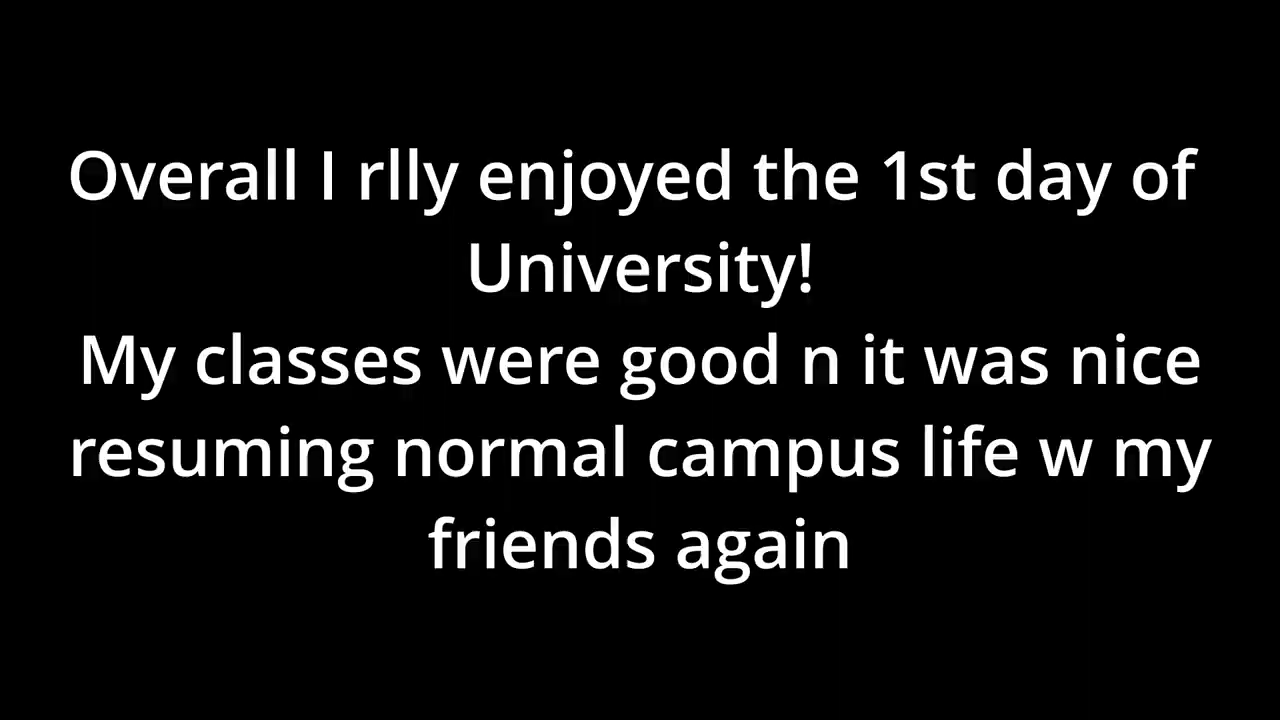 Overall I rlly enjoyed the 1st day of
University!
My classes were good n it was nice
resuming normal campus life w my
friends again